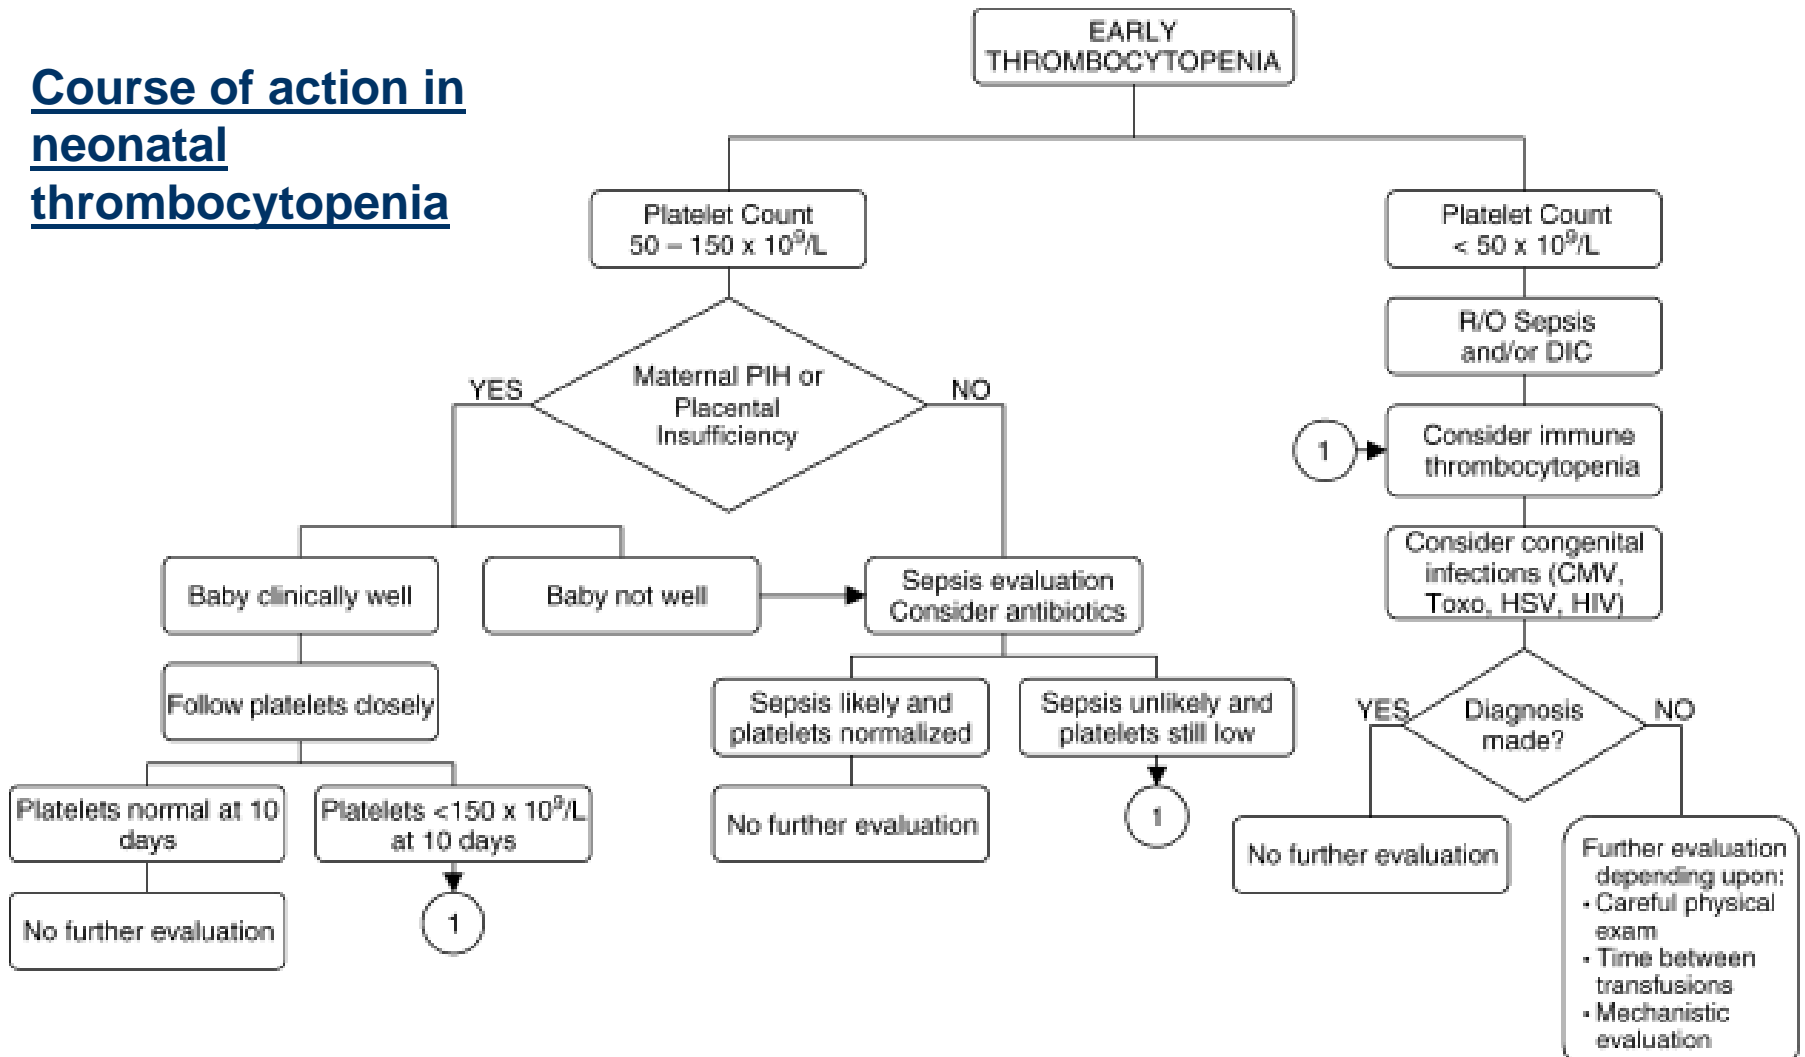 Course of action in
neonatal
thrombocytopenia
EARLY
THROMBOCYTOPENIA
Platelet Count
50 – 150 x 10⁹/L
Platelet Count
< 50 x 10⁹/L
R/O Sepsis
and/or DIC
Maternal PIH or
Placental
Insufficiency
YES
NO
1
Consider immune
thrombocytopenia
Consider congenital
infections (CMV,
Toxo, HSV, HIV)
Baby clinically well
Baby not well
Sepsis evaluation
Consider antibiotics
Follow platelets closely
Sepsis likely and
platelets normalized
Sepsis unlikely and
platelets still low
YES
Diagnosis
made?
NO
Platelets normal at 10
days
Platelets <150 x 10⁹/L
at 10 days
No further evaluation
1
No further evaluation
Further evaluation
depending upon:
• Careful physical
exam
• Time between
transfusions
• Mechanistic
evaluation
No further evaluation
1